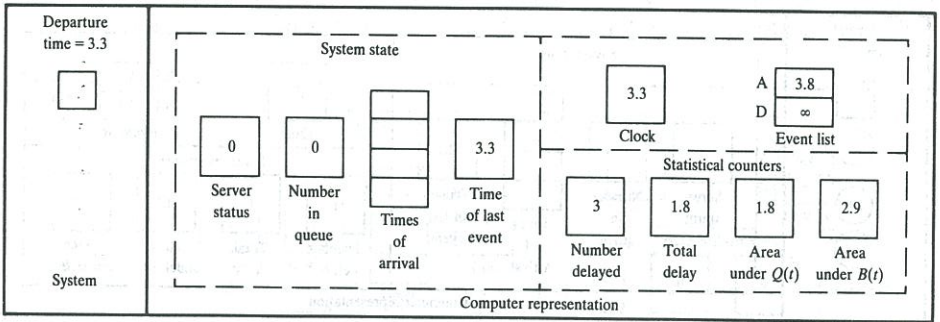 Departure
time = 3.3
System
System state
0
Server
status
0
Number
in
queue
Times
of
arrival
3.3
Time
of last
event
3.3
Clock
A 3.8
D ∞
Event list
Statistical counters
3
Number
delayed
1.8
Total
delay
1.8
Area
under Q(t)
2.9
Area
under B(t)
Computer representation